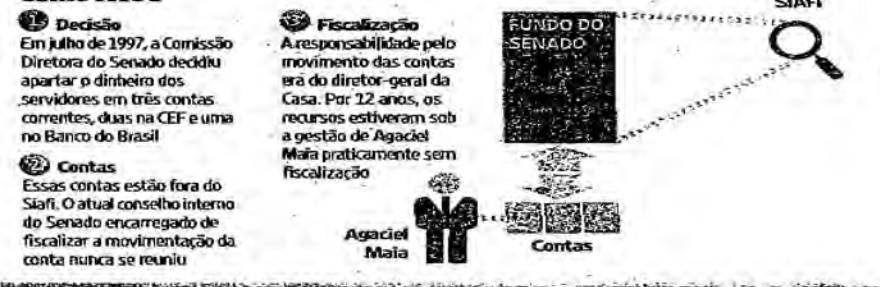 1 Decisão
Em julho de 1997, a Comissão
Diretora do Senado decidiu
apartar o dinheiro dos
servidores em três contas
correntes, duas na CEF e uma
no Banco do Brasil
2 Contas
Essas contas estão fora do
Siafi. O atual conselho interno
do Senado encarregado de
fiscalizar a movimentação da
conta nunca se reuniu
3 Fiscalização
A responsabilidade pelo
movimento das contas
era do diretor-geral da
Casa. Por 12 anos, os
recursos estiveram sob
a gestão de Agaciel
Maia praticamente sem
fiscalização
FUNDO DO
SENADO
Siafi
Agaciel
Maia
Contas